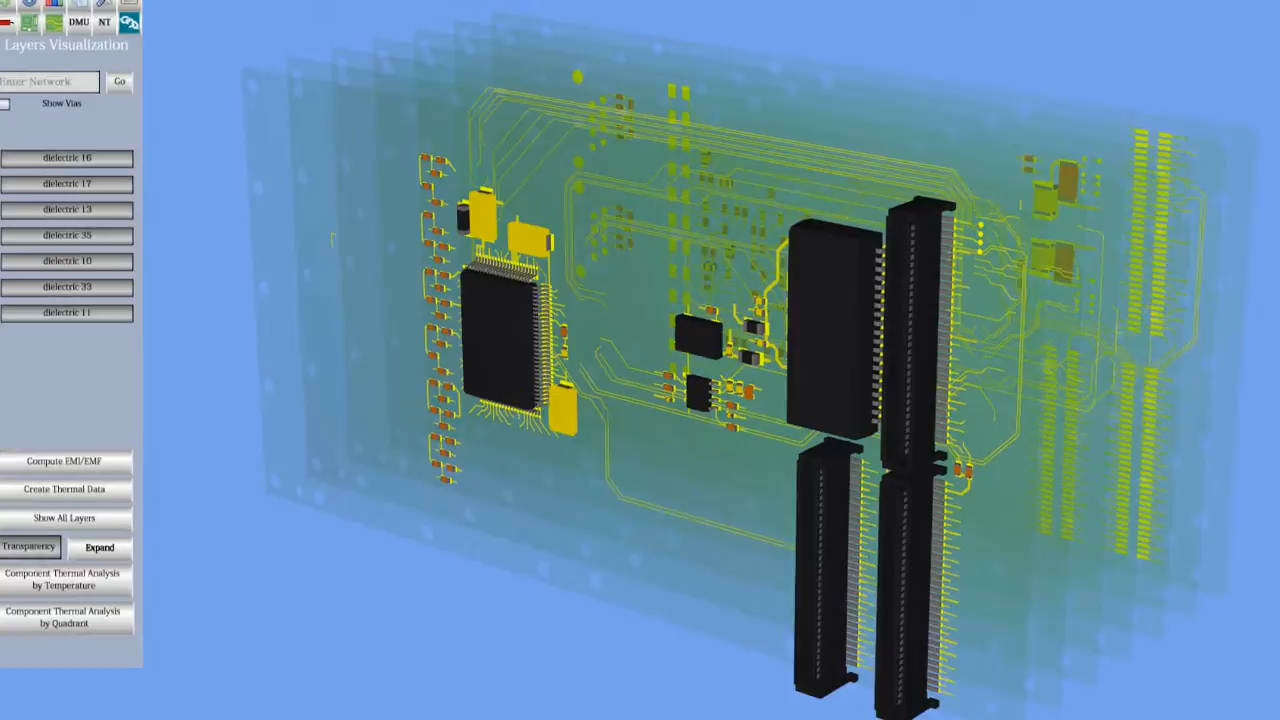 DMU NT
Layers Visualization
Enter Network Go
Show Vias
dielectric 16
dielectric 17
dielectric 13
dielectric 35
dielectric 10
dielectric 33
dielectric 11
Compute EMI/EMF
Create Thermal Data
Show All Layers
Transparency Expand
Component Thermal Analysis
by Temperature
Component Thermal Analysis
by Quadrant